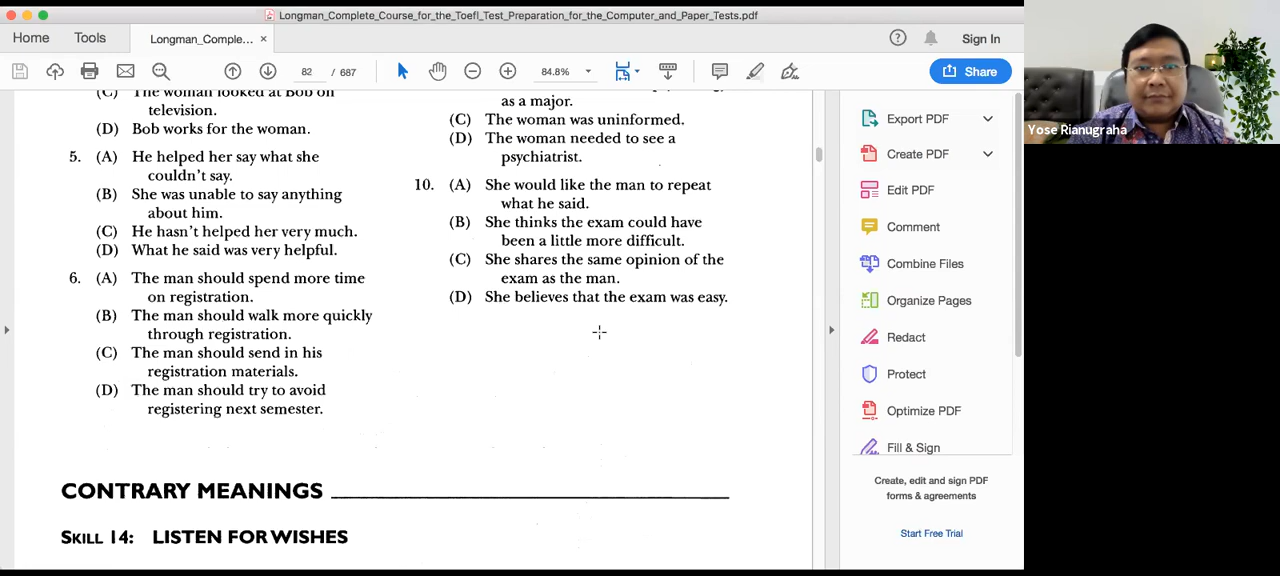 Longman_Complete_Course_for_the_Toefl_Test_Preparation_for_the_Computer_and_Paper_Tests.pdf
Home
Tools
Longman_Comple... ×
Sign In
82 / 687
84.8%
Share
(C) The woman looked at Bob on
television.
(D) Bob works for the woman.
5. (A) He helped her say what she
couldn't say.
(B) She was unable to say anything
about him.
(C) He hasn't helped her very much.
(D) What he said was very helpful.
6. (A) The man should spend more time
on registration.
(B) The man should walk more quickly
through registration.
(C) The man should send in his
registration materials.
(D) The man should try to avoid
registering next semester.
as a major.
(C) The woman was uninformed.
(D) The woman needed to see a
psychiatrist.
10. (A) She would like the man to repeat
what he said.
(B) She thinks the exam could have
been a little more difficult.
(C) She shares the same opinion of the
exam as the man.
(D) She believes that the exam was easy.
CONTRARY MEANINGS
SKILL 14: LISTEN FOR WISHES
Export PDF
Create PDF
Edit PDF
Comment
Combine Files
Organize Pages
Redact
Protect
Optimize PDF
Fill & Sign
Create, edit and sign PDF
forms & agreements
Start Free Trial
Yose Rianugraha